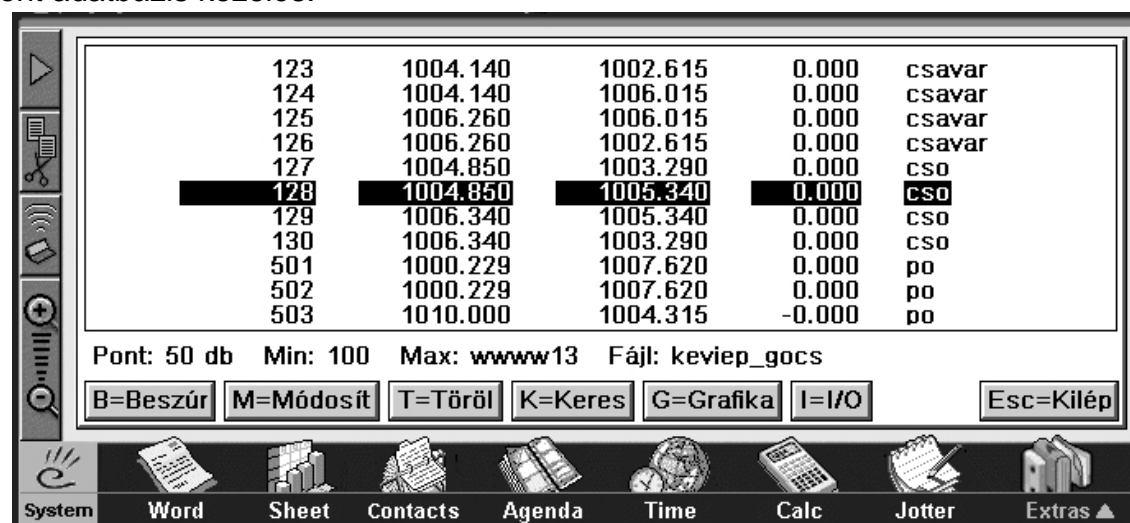 123 1004.140 1002.615 0.000 csavar
124 1004.140 1006.015 0.000 csavar
125 1006.260 1006.015 0.000 csavar
126 1006.260 1002.615 0.000 csavar
127 1004.850 1003.290 0.000 cso
128 1004.850 1005.340 0.000 cso
129 1006.340 1005.340 0.000 cso
130 1006.340 1003.290 0.000 cso
501 1000.229 1007.620 0.000 po
502 1000.229 1007.620 0.000 po
503 1010.000 1004.315 -0.000 po
Pont: 50 db Min: 100 Max: wwww13 Fájl: keviep_gocs
B=Beszúr M=Módosít T=Töröl K=Keres G=Grafika I=I/O Esc=Kilép
System Word Sheet Contacts Agenda Time Calc Jotter Extras ▲